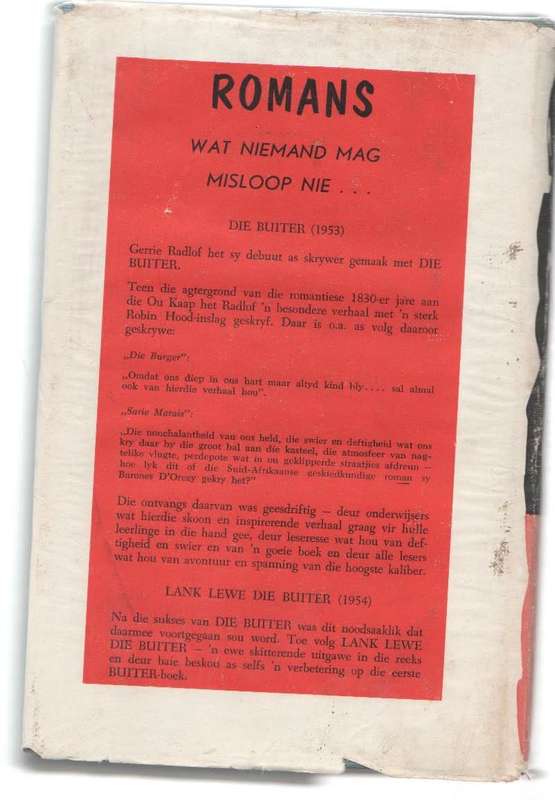 ROMANS
WAT NIEMAND MAG
MISLOOP NIE . . .
DIE BUITER (1953)
Gerrie Radlof het sy debuut as skrywer gemaak met DIE
BUITER.
Teen die agtergrond van die romantiese 1830-er jare aan
die Ou Kaap het Radlof 'n besondere verhaal met 'n sterk
Robin Hood-inslag geskryf. Daar is o.a. as volg daaroor
geskrywe:
„Die Burger":
„Omdat ons diep in ons hart maar altyd kind bly.... sal almal
ook van hierdie verhaal hou".
„Sarie Marais":
„Die nonchalantheid van ons held, die swier en deftigheid wat ons
kry daar by die groot bal aan die kasteel, die atmosfeer van nag-
telike vlugte, perdepote wat in ou geklipperde straatjies afdreun —
hoe lyk dit of die Suid-Afrikaanse geskiedkundige roman sy
Barones D'Orczy gekry het?"
Die ontvangs daarvan was geesdriftig — deur onderwijsers
wat hierdie skoon en inspirerende verhaal graag vir hulle
leerlinge in die hand gee, deur leseresse wat hou van def-
tigheid en swier en van 'n goeie boek en deur alle lesers
wat hou van avontuur en spanning van die hoogste kaliber.
LANK LEWE DIE BUITER (1954)
Na die sukses van DIE BUITER was dit noodsaaklik dat
daarmee voortgegaan sou word. Toe volg LANK LEWE
DIE BUITER — 'n ewe skitterende uitgawe in die reeks
en deur baie beskou as selfs 'n verbetering op die eerste
BUITER-boek.